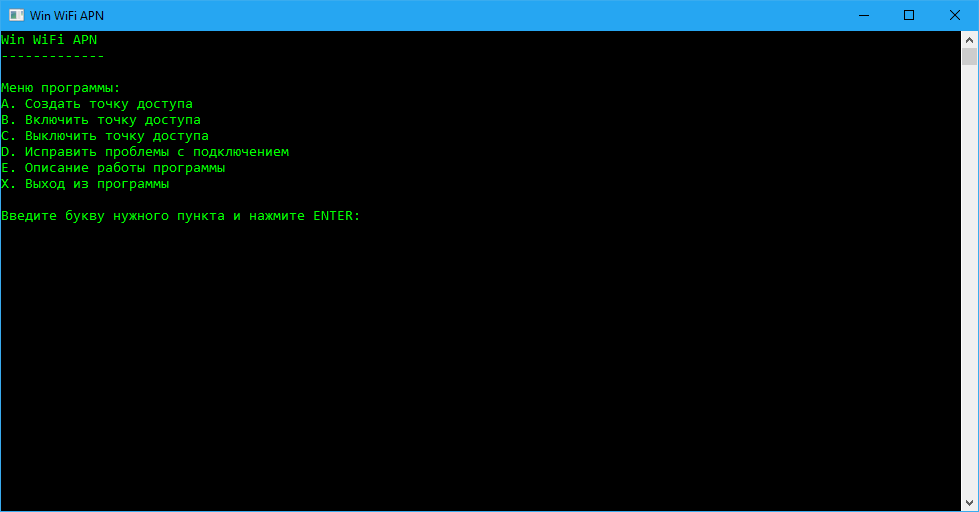 Win WiFi APN
Win WiFi APN
-------------
Меню программы:
A. Создать точку доступа
B. Включить точку доступа
C. Выключить точку доступа
D. Исправить проблемы с подключением
E. Описание работы программы
X. Выход из программы
Введите букву нужного пункта и нажмите ENTER: